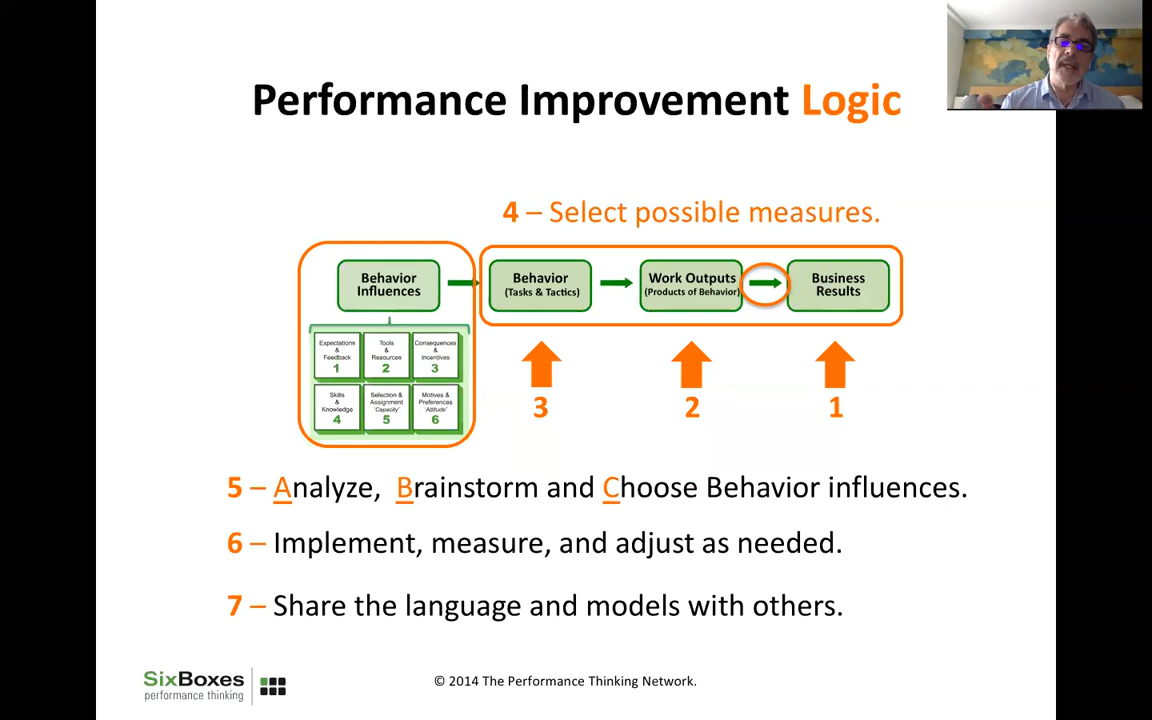 Performance Improvement Logic
4 – Select possible measures.
Behavior
Influences
Behavior
(Tasks & Tactics)
Work Outputs
(Products of Behavior)
Business
Results
Expectations
&
Feedback
1
Tools
&
Resources
2
Consequences
&
Incentives
3
Skills
&
Knowledge
4
Selection &
Assignment
'Capacity'
5
Motives &
Preferences
'Attitude'
6
3
2
1
5 – Analyze, Brainstorm and Choose Behavior influences.
6 – Implement, measure, and adjust as needed.
7 – Share the language and models with others.
SixBoxes
performance thinking
© 2014 The Performance Thinking Network.